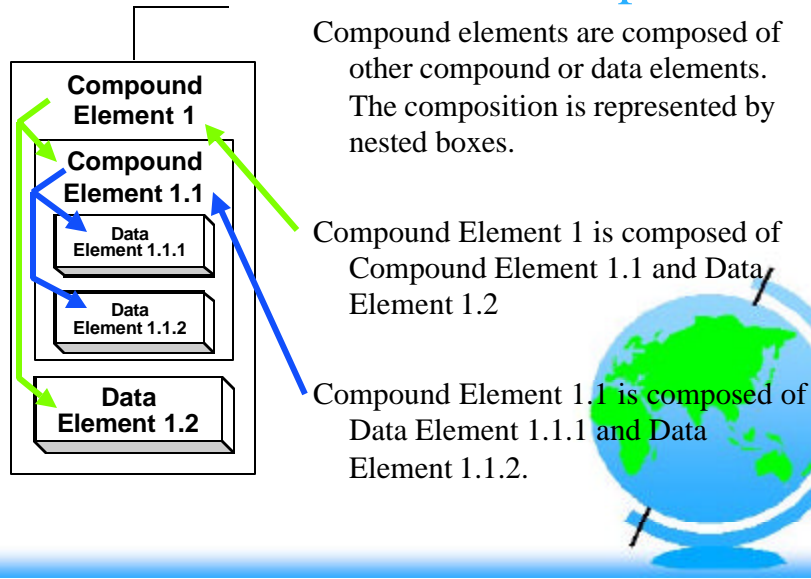 Compound
Element 1
Compound
Element 1.1
Data
Element 1.1.1
Data
Element 1.1.2
Data
Element 1.2
Compound elements are composed of
other compound or data elements.
The composition is represented by
nested boxes.
Compound Element 1 is composed of
Compound Element 1.1 and Data
Element 1.2
Compound Element 1.1 is composed of
Data Element 1.1.1 and Data
Element 1.1.2.